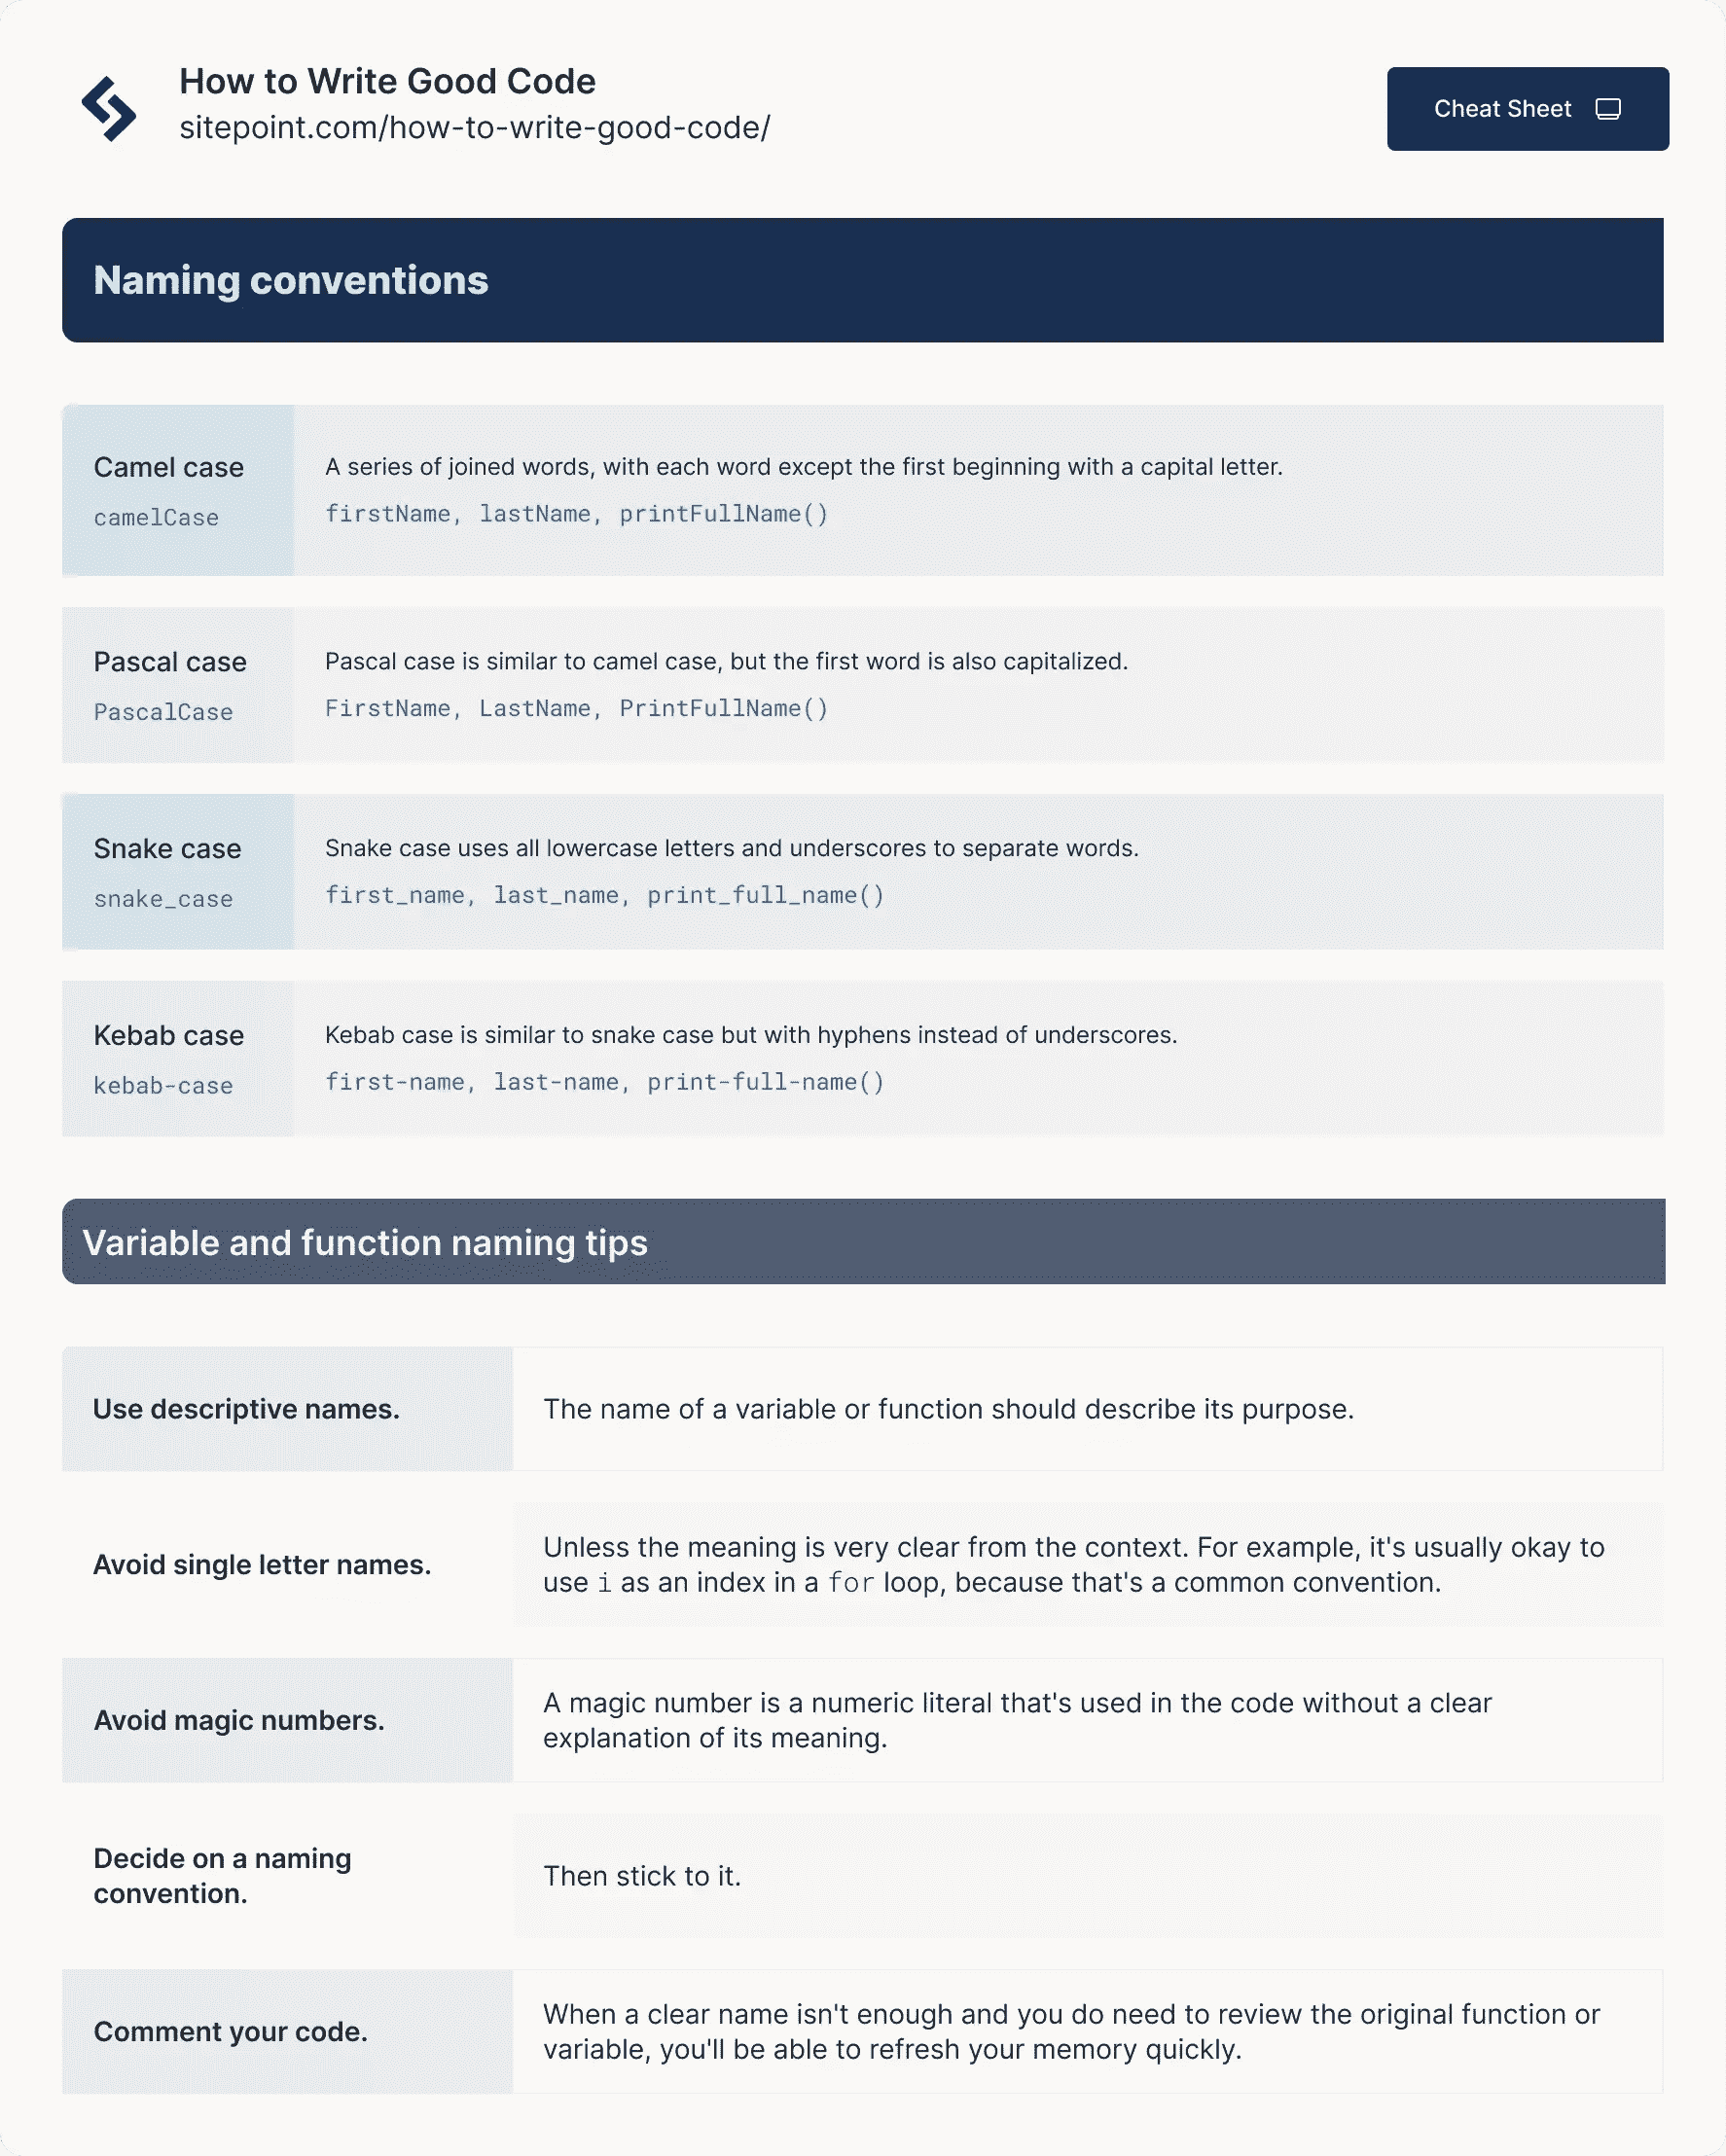 How to Write Good Code
sitepoint.com/how-to-write-good-code/
Cheat Sheet
Naming conventions
Camel case
camelCase
A series of joined words, with each word except the first beginning with a capital letter.
firstName, lastName, printFullName()
Pascal case
PascalCase
Pascal case is similar to camel case, but the first word is also capitalized.
FirstName, LastName, PrintFullName()
Snake case
snake_case
Snake case uses all lowercase letters and underscores to separate words.
first_name, last_name, print_full_name()
Kebab case
kebab-case
Kebab case is similar to snake case but with hyphens instead of underscores.
first-name, last-name, print-full-name()
Variable and function naming tips
Use descriptive names.
The name of a variable or function should describe its purpose.
Avoid single letter names.
Unless the meaning is very clear from the context. For example, it's usually okay to
use i as an index in a for loop, because that's a common convention.
Avoid magic numbers.
A magic number is a numeric literal that's used in the code without a clear
explanation of its meaning.
Decide on a naming
convention.
Then stick to it.
Comment your code.
When a clear name isn't enough and you do need to review the original function or
variable, you'll be able to refresh your memory quickly.